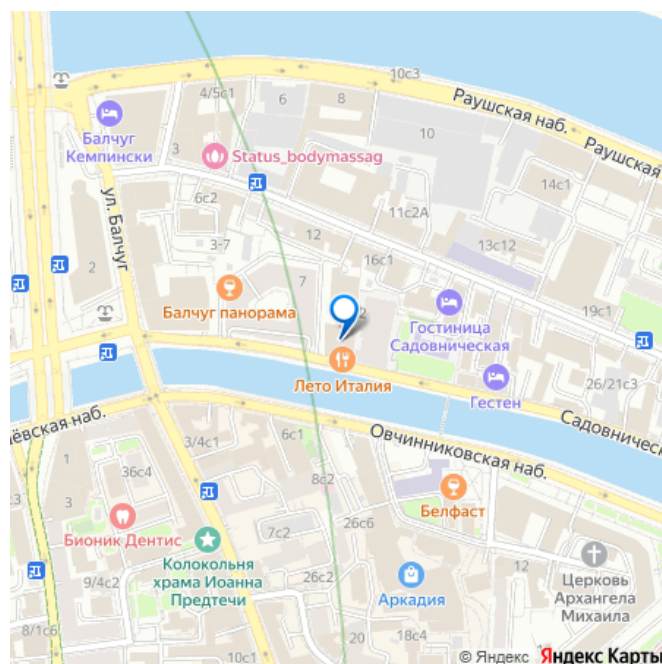 10с3
4/5с1
6
8
Раушская наб.
Раушская
10
Балчуг
Кемпински
3
Status_bodymassag
14с1
ул. Балчуг
6с2
11с2А
12
13с12
3-7
16с1
2
7
19с1
Балчуг панорама
2
Гостиница
Садовническая
Лето Италия
26/21с3
Гестен
Садовническ
аёвская наб.
3/4с1
6с1
Овчинниковская наб.
1
36с4
8с2
3
Белфаст
Бионик Дентис
7с2
26с6
Колокольня
храма Иоанна
Предтечи
9/4с2
26с2
Аркадия
12
Церковь
Архангела
Михаила
8/1с6
20
18с4
10с1
© Яндекс Яндекс Карты